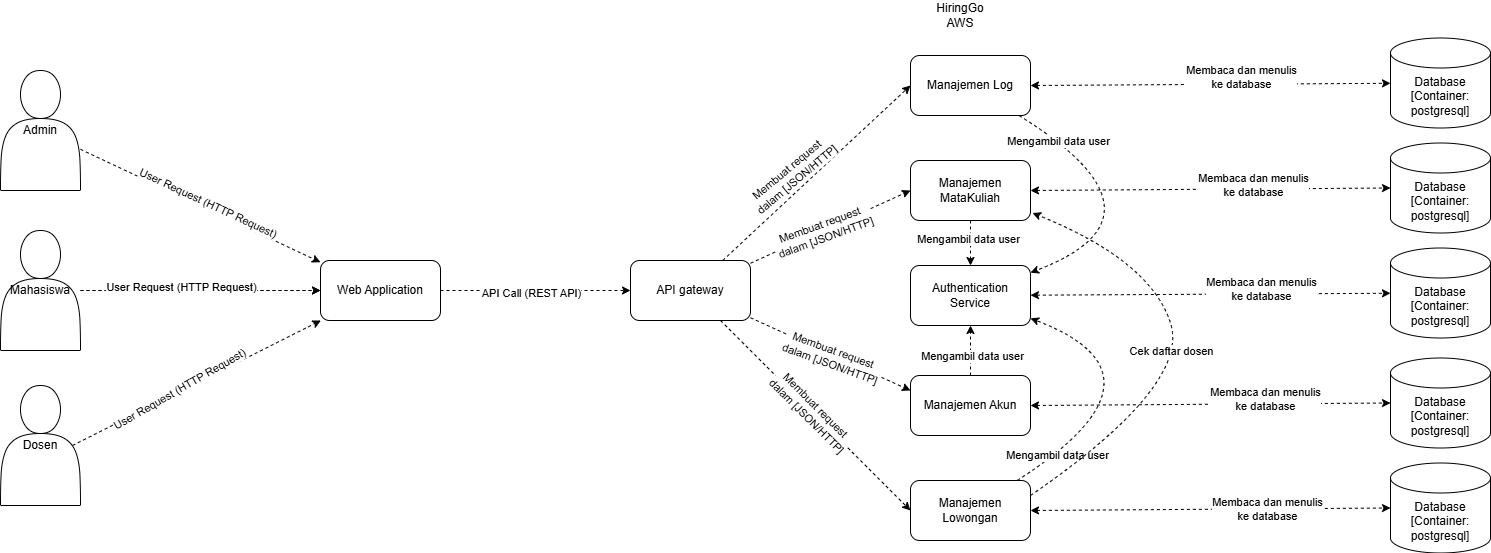 HiringGo
AWS
Admin
Mahasiswa
Dosen
User Request (HTTP Request)
User Request (HTTP Request)
User Request (HTTP Request)
Web Application
API Call (REST API)
API gateway
Membuat request
dalam [JSON/HTTP]
Membuat request
dalam [JSON/HTTP]
Membuat request
dalam [JSON/HTTP]
Membuat request
dalam [JSON/HTTP]
Manajemen Log
Mengambil data user
Manajemen
MataKuliah
Mengambil data user
Authentication
Service
Mengambil data user
Cek daftar dosen
Manajemen Akun
Mengambil data user
Manajemen
Lowongan
Membaca dan menulis
ke database
Membaca dan menulis
ke database
Membaca dan menulis
ke database
Membaca dan menulis
ke database
Membaca dan menulis
ke database
Database
[Container:
postgresql]
Database
[Container:
postgresql]
Database
[Container:
postgresql]
Database
[Container:
postgresql]
Database
[Container:
postgresql]